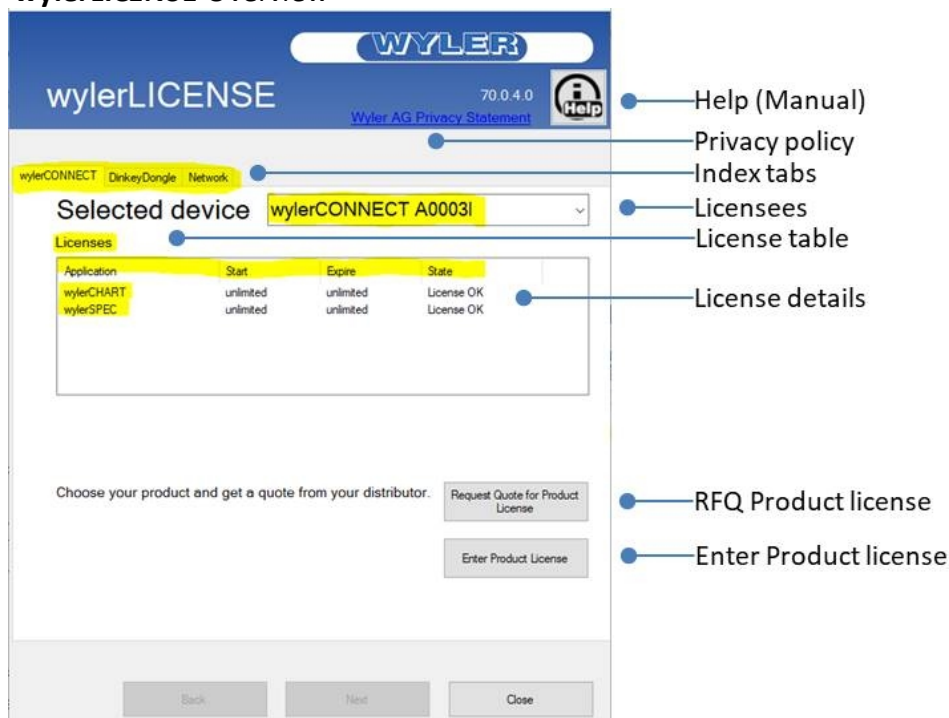 WYLER
wylerLICENSE
70.0.4.0
Help
Wyler AG Privacy Statement
Help (Manual)
Privacy policy
Index tabs
Licensees
License table
License details
RFQ Product license
Enter Product license
wylerCONNECT DinkeyDongle Network
Selected device wylerCONNECT A0003I
Licenses
Application Start Expire State
wylerCHART unlimited unlimited License OK
wylerSPEC unlimited unlimited License OK
Choose your product and get a quote from your distributor.
Request Quote for Product
License
Enter Product License
Back Next Close